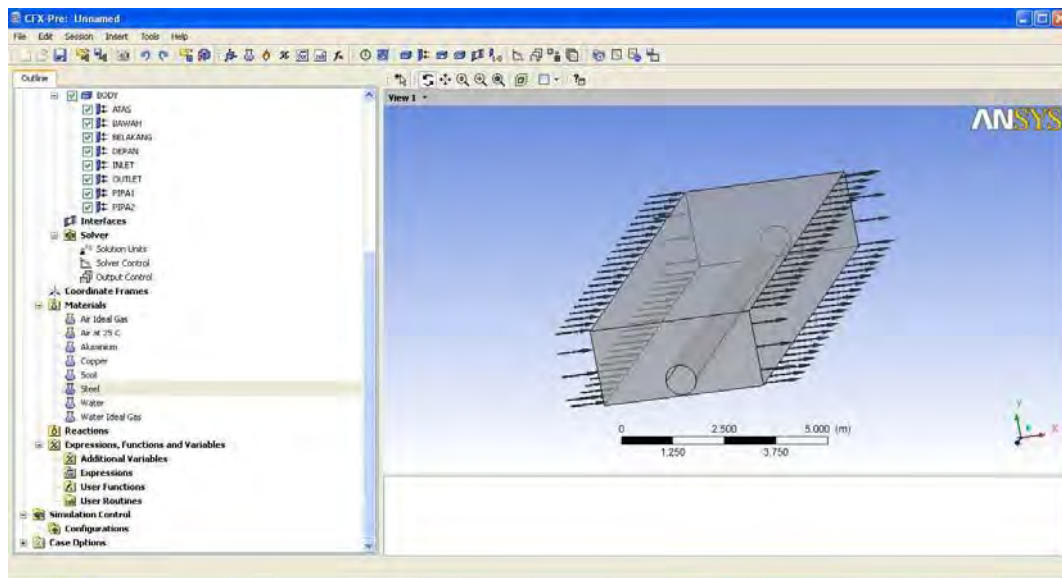 CFX-Pre: Unnamed
File Edit Session Insert Tools Help
Outline
BODY
ATAS
BAWAH
BELAKANG
DEPAN
INLET
OUTLET
PIPA1
PIPA2
Interfaces
Solver
Solution Units
Solver Control
Output Control
Coordinate Frames
Materials
Air Ideal Gas
Air at 25 C
Aluminium
Copper
Soot
Steel
Water
Water Ideal Gas
Reactions
Expressions, Functions and Variables
Additional Variables
Expressions
User Functions
User Routines
Simulation Control
Configurations
Case Options
View 1
ANSYS
0 2.500 5.000 (m)
1.250 3.750
Y
X